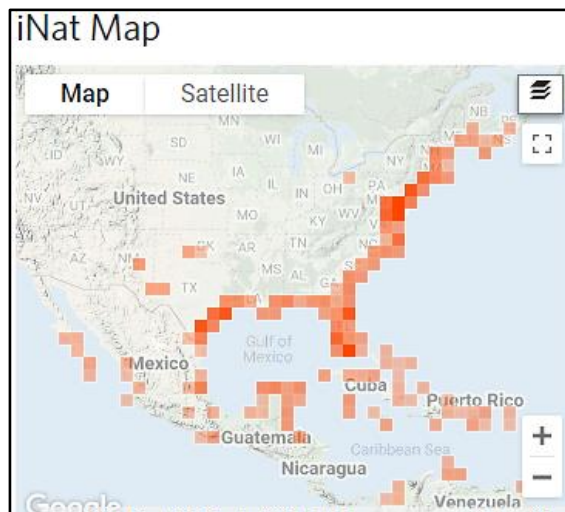 iNat Map
Map Satellite
NB
MN
ID
WY
SD
WI
MI
NY
NS
NE
IA
OH
PA
NV
UT
IL
IN
United States
MO
KY
WV
AZ
NM
OK
AR
TN
NC
MS
AL
GA
TX
LA
Gulf of
Mexico
Mexico
Cuba
Puerto Rico
Guatemala
Caribbean Sea
Nicaragua
Venezuela
Google